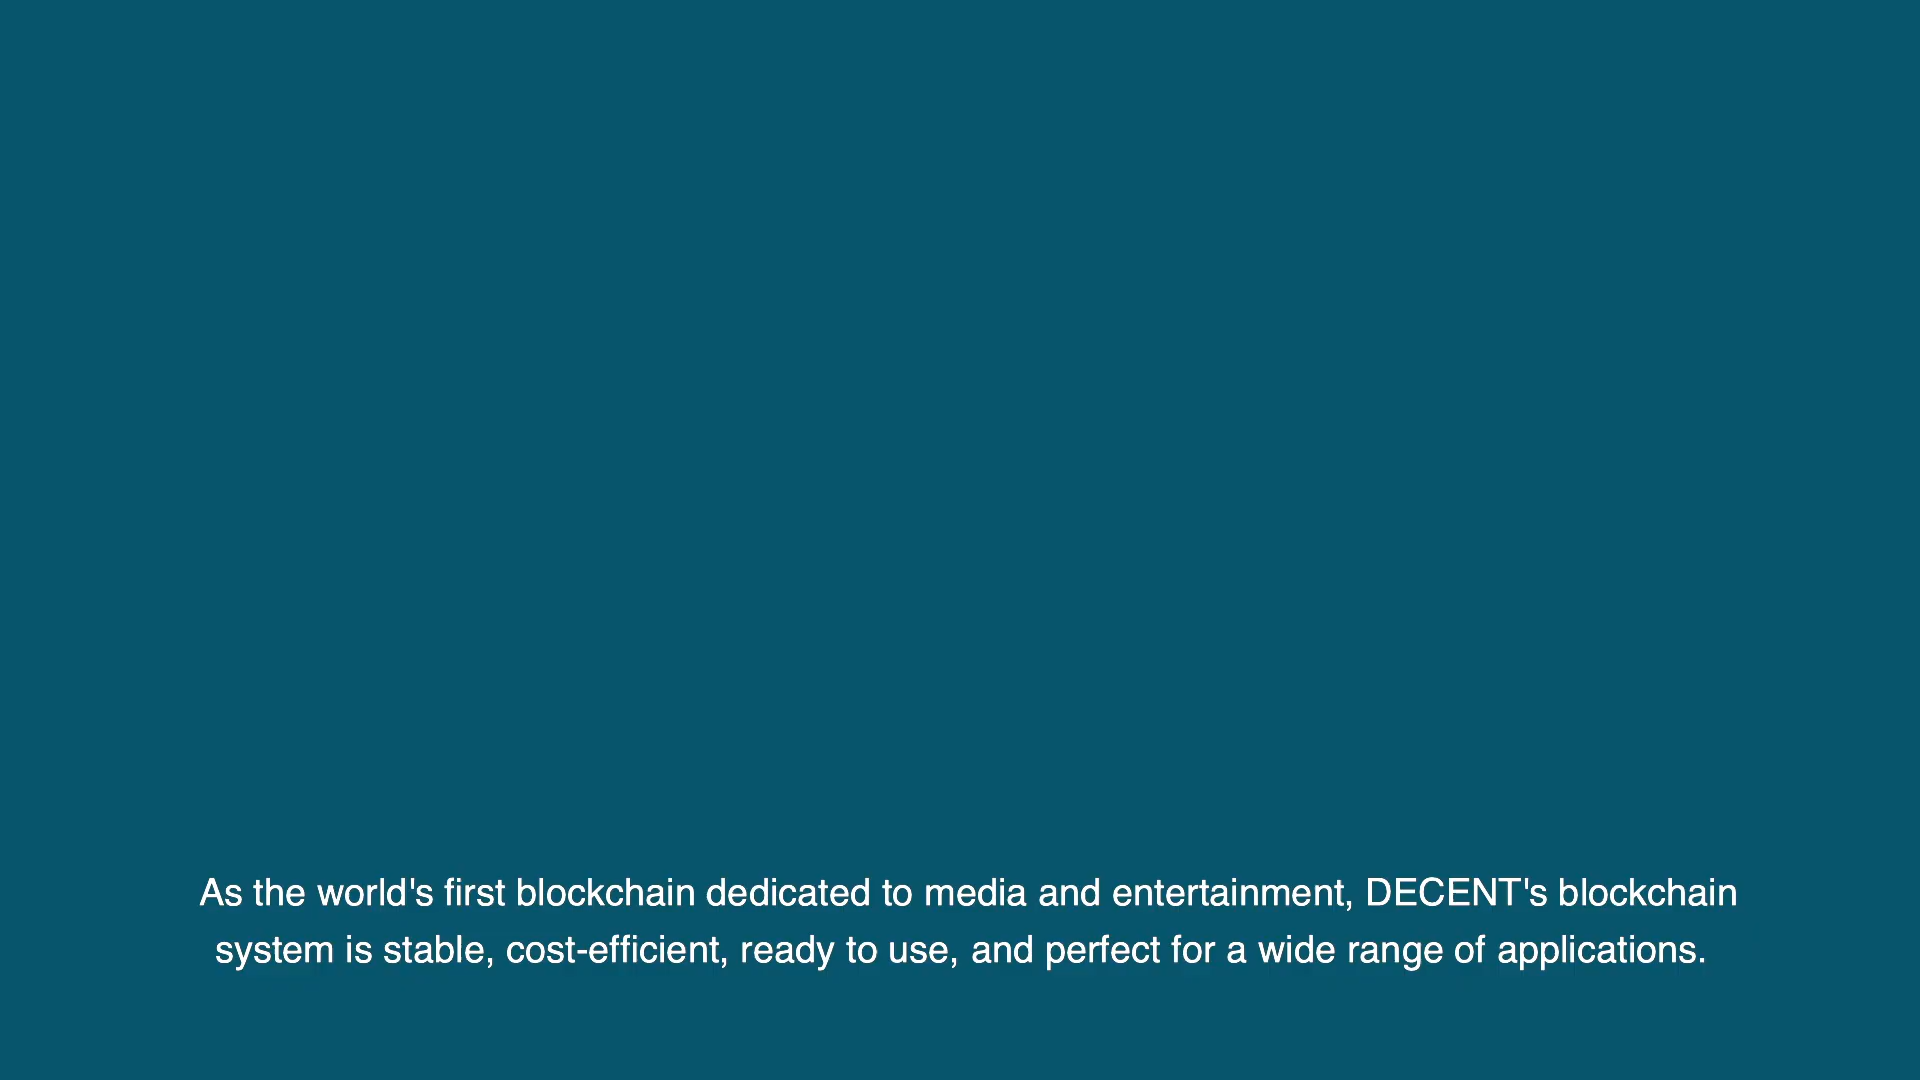 As the world's first blockchain dedicated to media and entertainment, DECENT's blockchain
system is stable, cost-efficient, ready to use, and perfect for a wide range of applications.